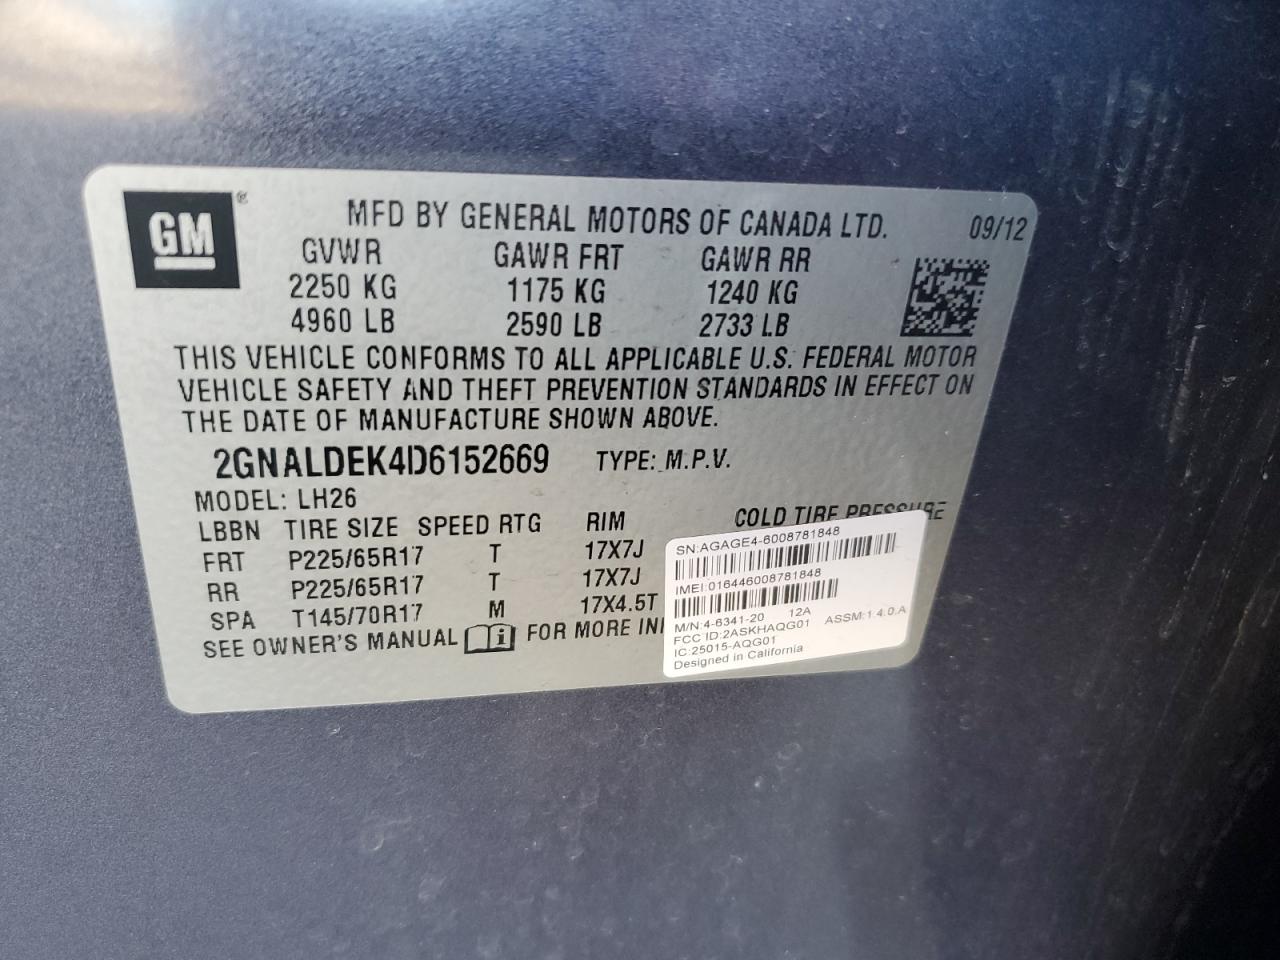 GM ®
MFD BY GENERAL MOTORS OF CANADA LTD. 09/12
GVWR GAWR FRT GAWR RR
2250 KG 1175 KG 1240 KG
4960 LB 2590 LB 2733 LB
THIS VEHICLE CONFORMS TO ALL APPLICABLE U.S. FEDERAL MOTOR
VEHICLE SAFETY AND THEFT PREVENTION STANDARDS IN EFFECT ON
THE DATE OF MANUFACTURE SHOWN ABOVE.
2GNALDEK4D6152669 TYPE: M.P.V.
MODEL: LH26
LBBN TIRE SIZE SPEED RTG RIM COLD TIRE PRESSURE
FRT P225/65R17 T 17X7J
RR P225/65R17 T 17X7J
SPA T145/70R17 M 17X4.5T
SEE OWNER'S MANUAL FOR MORE
SN:AGAGE4-6008781848
IMEI:016446008781848
M/N:4-6341-20 12A
FCC ID:2ASKHAQG01 ASSM:1.4.0.A
IC:25015-AQG01
Designed in California